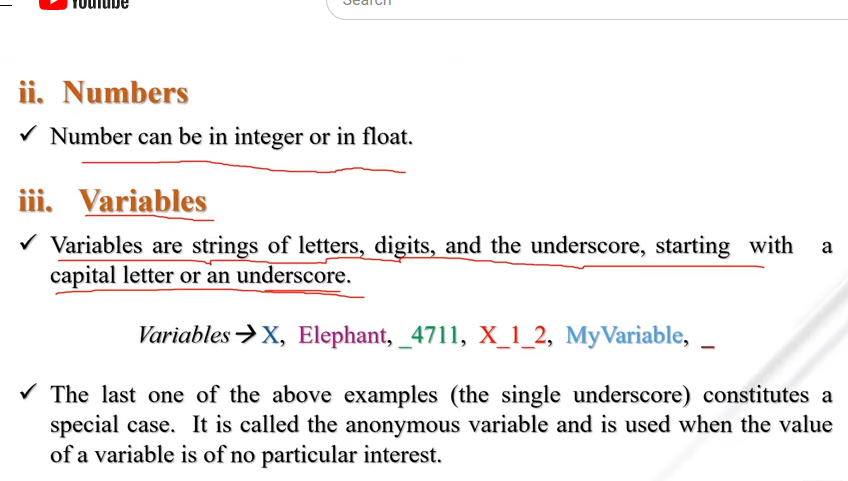 YouTube
Search
ii. Numbers
✓ Number can be in integer or in float.
iii. Variables
✓ Variables are strings of letters, digits, and the underscore, starting with a
capital letter or an underscore.
Variables → X, Elephant, _4711, X_1_2, MyVariable, _
✓ The last one of the above examples (the single underscore) constitutes a
special case. It is called the anonymous variable and is used when the value
of a variable is of no particular interest.